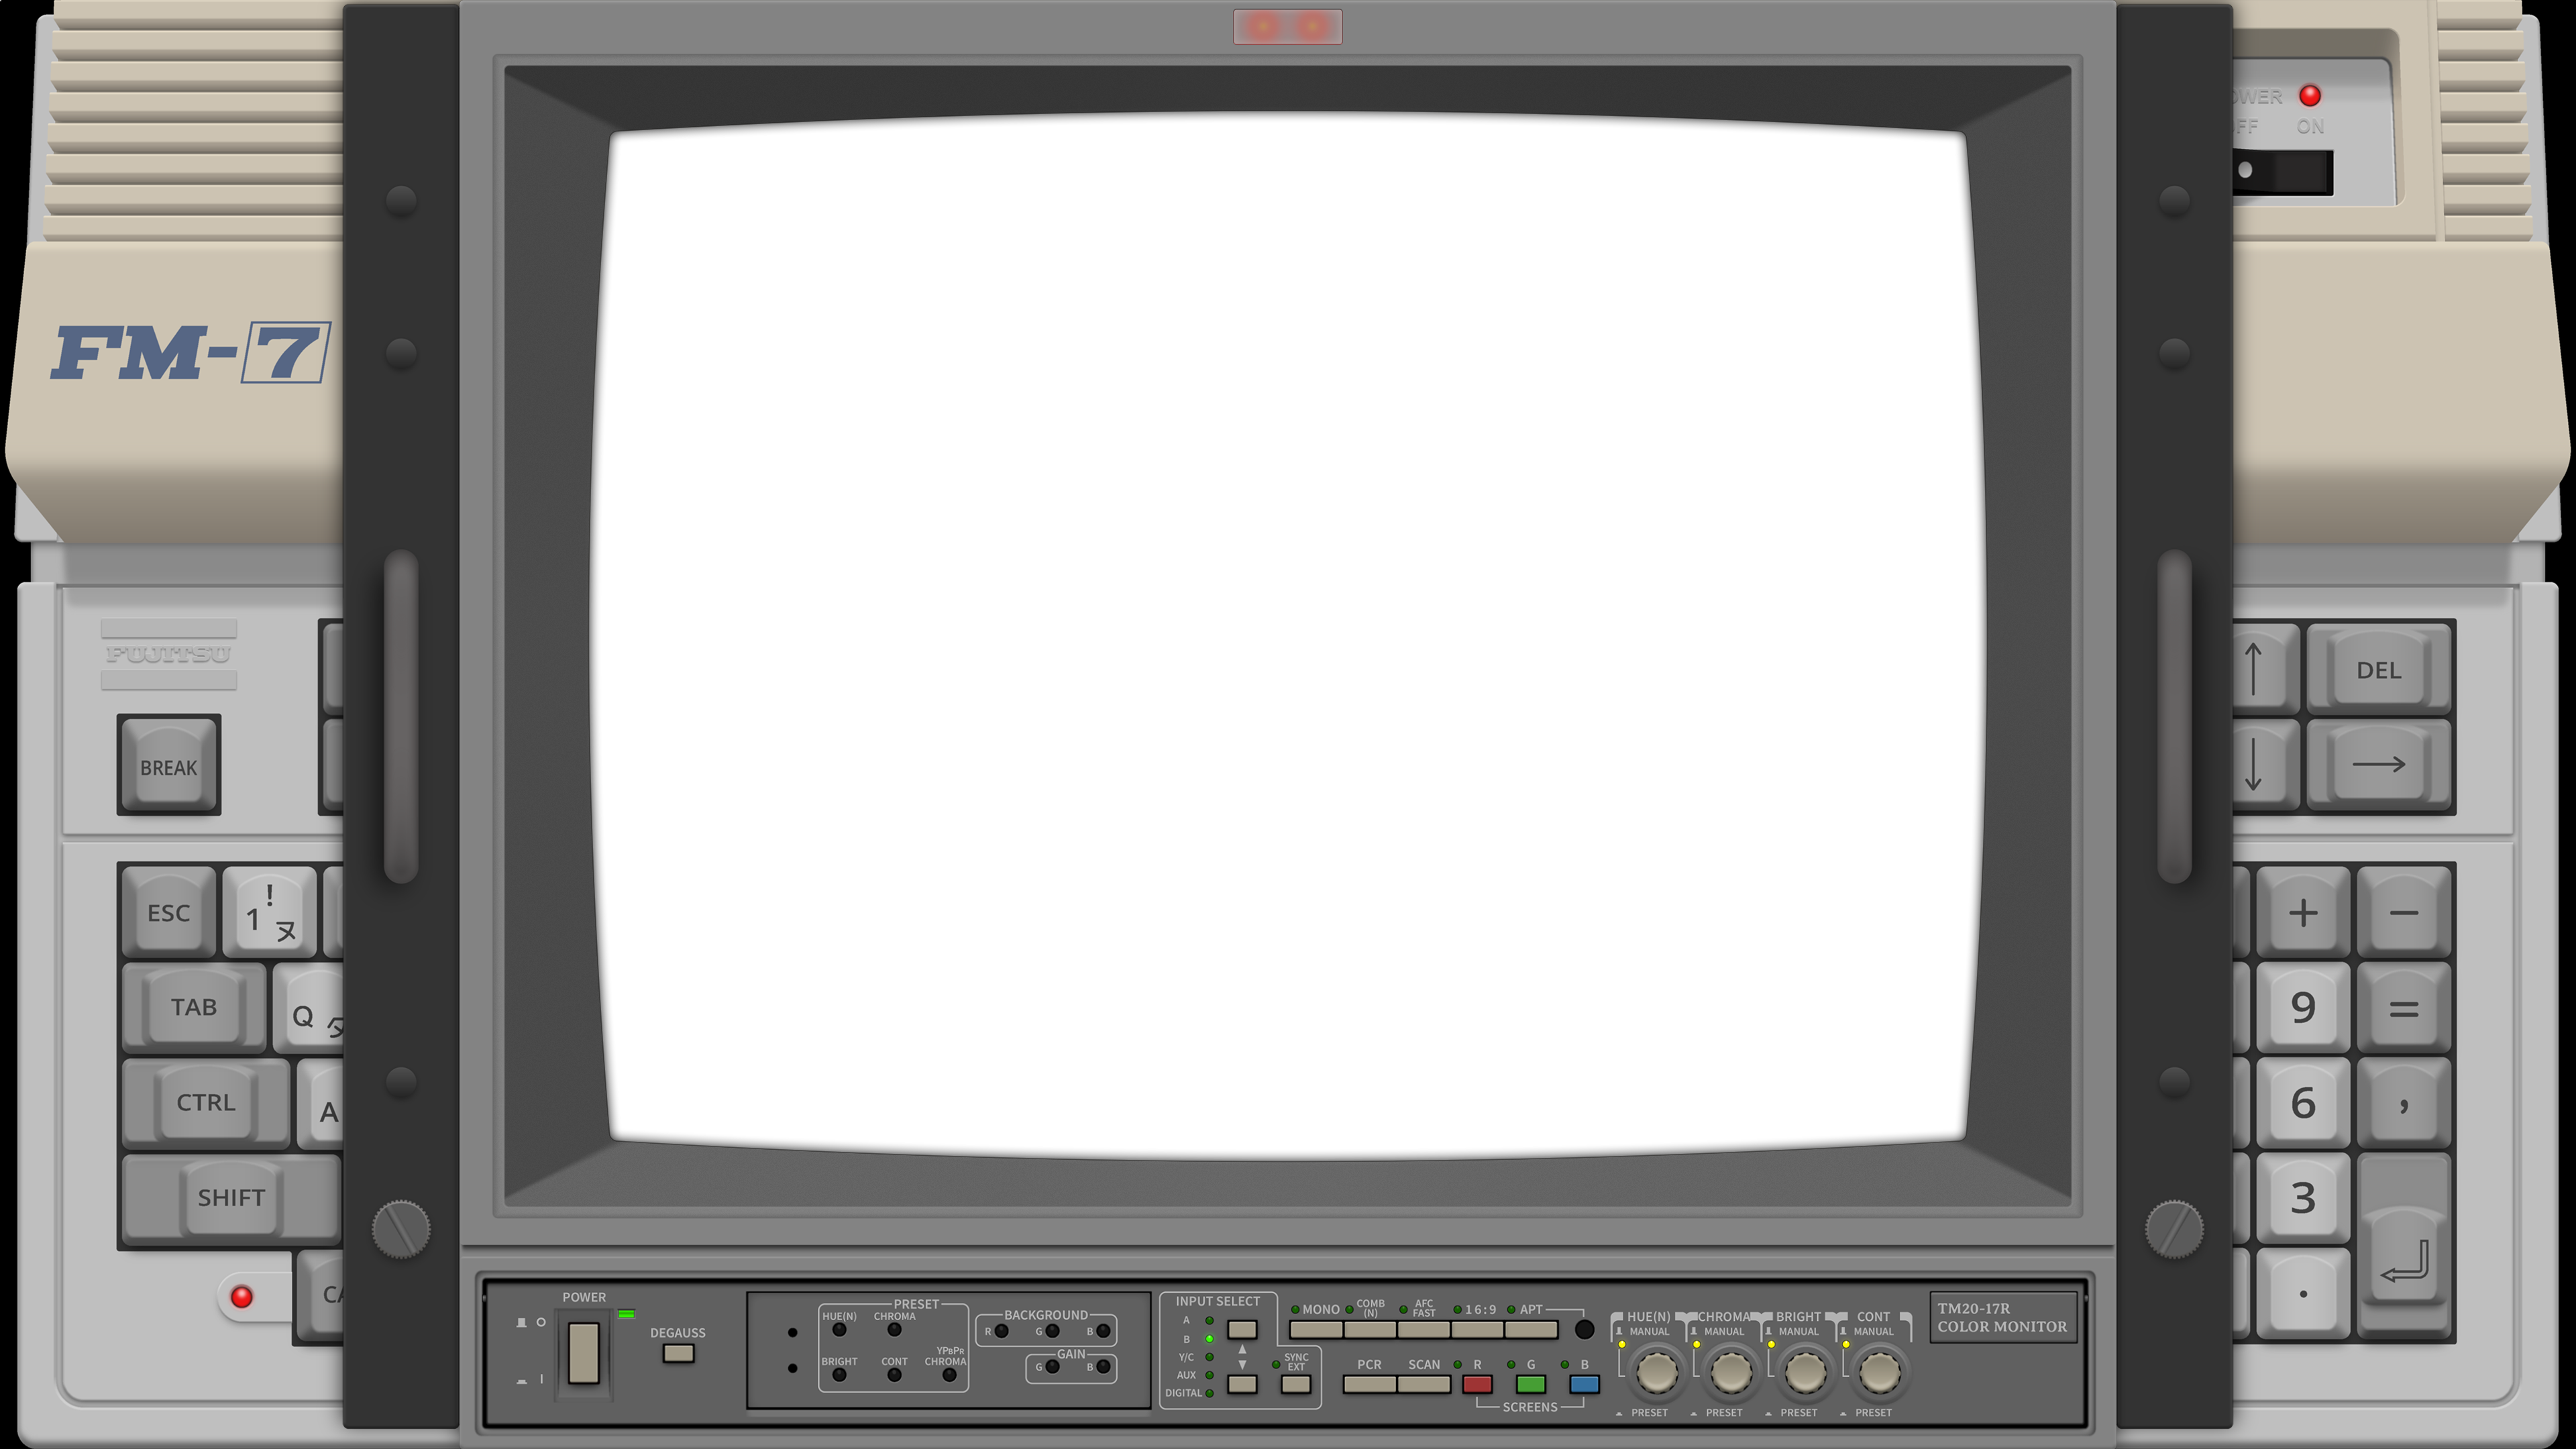 POWER
OFF ON
FM-7
FUJITSU
BREAK
DEL
ESC
!
1
ヌ
TAB
Q タ
CTRL
A
SHIFT
+ -
9 =
6 ,
3
.
POWER
DEGAUSS
PRESET
HUE(N) CHROMA
BRIGHT CONT YPBPR CHROMA
BACKGROUND
R G B
GAIN
G B
INPUT SELECT
A
B
Y/C
AUX
DIGITAL
SYNC
EXT
MONO COMB (N) AFC FAST 16:9 APT
PCR SCAN R G B
SCREENS
HUE(N) CHROMA BRIGHT CONT
MANUAL MANUAL MANUAL MANUAL
PRESET PRESET PRESET PRESET
TM20-17R
COLOR MONITOR